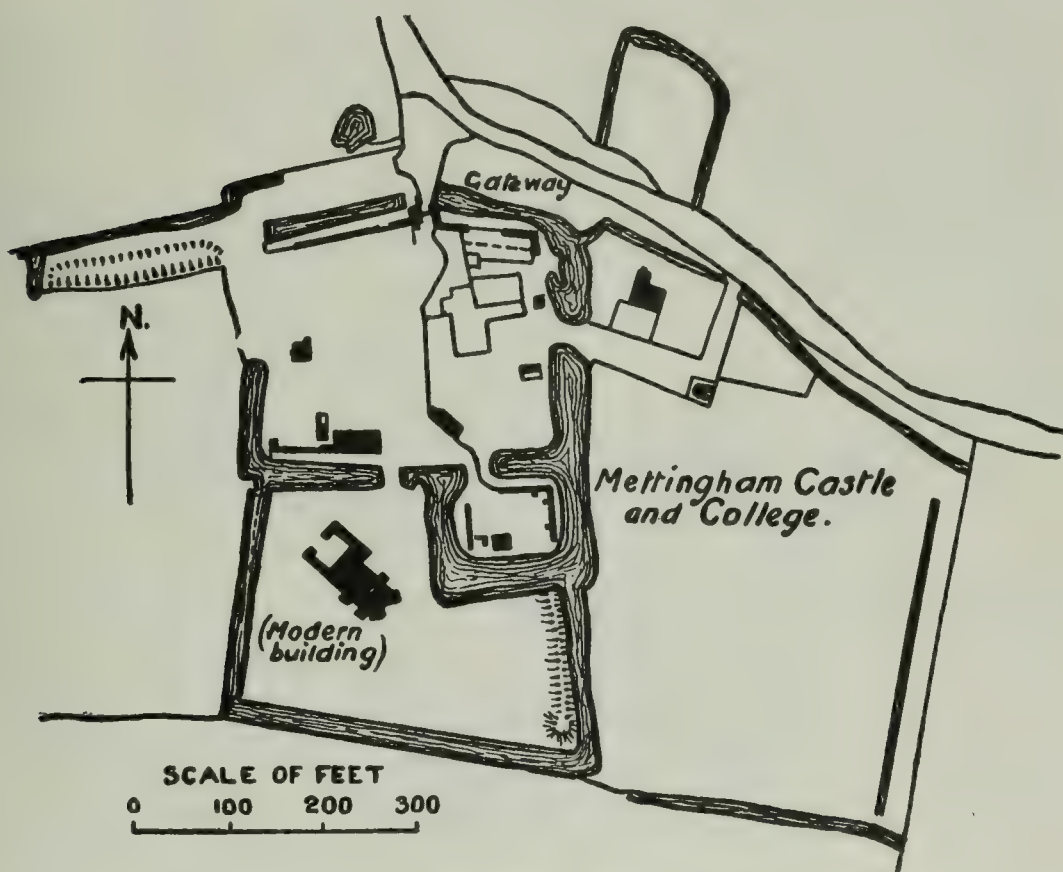 Gateway
N.
Mettingham Castle
and College.
(Modern
building)
SCALE OF FEET
0 100 200 300